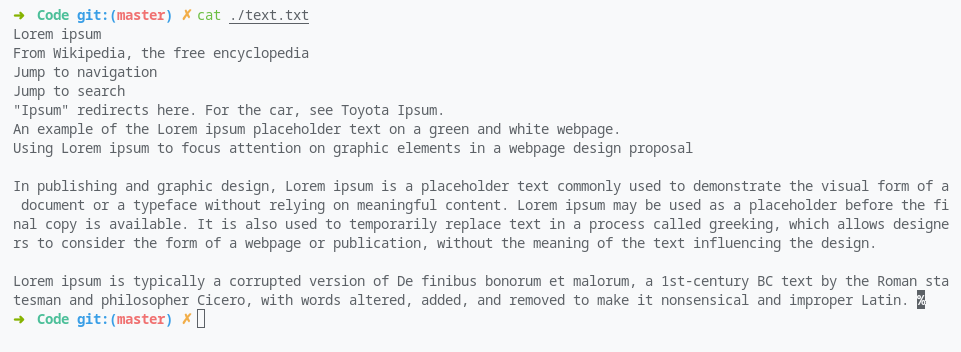 ➜  Code git:(master) ✗ cat ./text.txt
Lorem ipsum
From Wikipedia, the free encyclopedia
Jump to navigation
Jump to search
"Ipsum" redirects here. For the car, see Toyota Ipsum.
An example of the Lorem ipsum placeholder text on a green and white webpage.
Using Lorem ipsum to focus attention on graphic elements in a webpage design proposal

In publishing and graphic design, Lorem ipsum is a placeholder text commonly used to demonstrate the visual form of a
 document or a typeface without relying on meaningful content. Lorem ipsum may be used as a placeholder before the fi
nal copy is available. It is also used to temporarily replace text in a process called greeking, which allows designe
rs to consider the form of a webpage or publication, without the meaning of the text influencing the design.

Lorem ipsum is typically a corrupted version of De finibus bonorum et malorum, a 1st-century BC text by the Roman sta
tesman and philosopher Cicero, with words altered, added, and removed to make it nonsensical and improper Latin. %
➜  Code git:(master) ✗